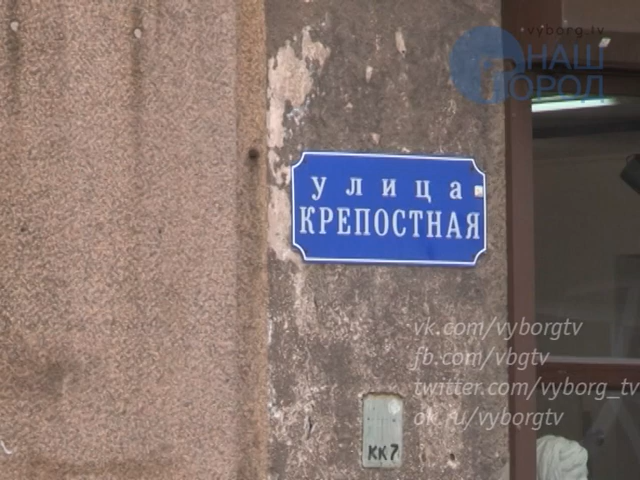 vyborg.tv
НАШ
ГОРОД
улица
КРЕПОСТНАЯ
vk.com/vyborgtv
fb.com/vbgtv
twitter.com/vyborg_tv
ok.ru/vyborgtv
КК7